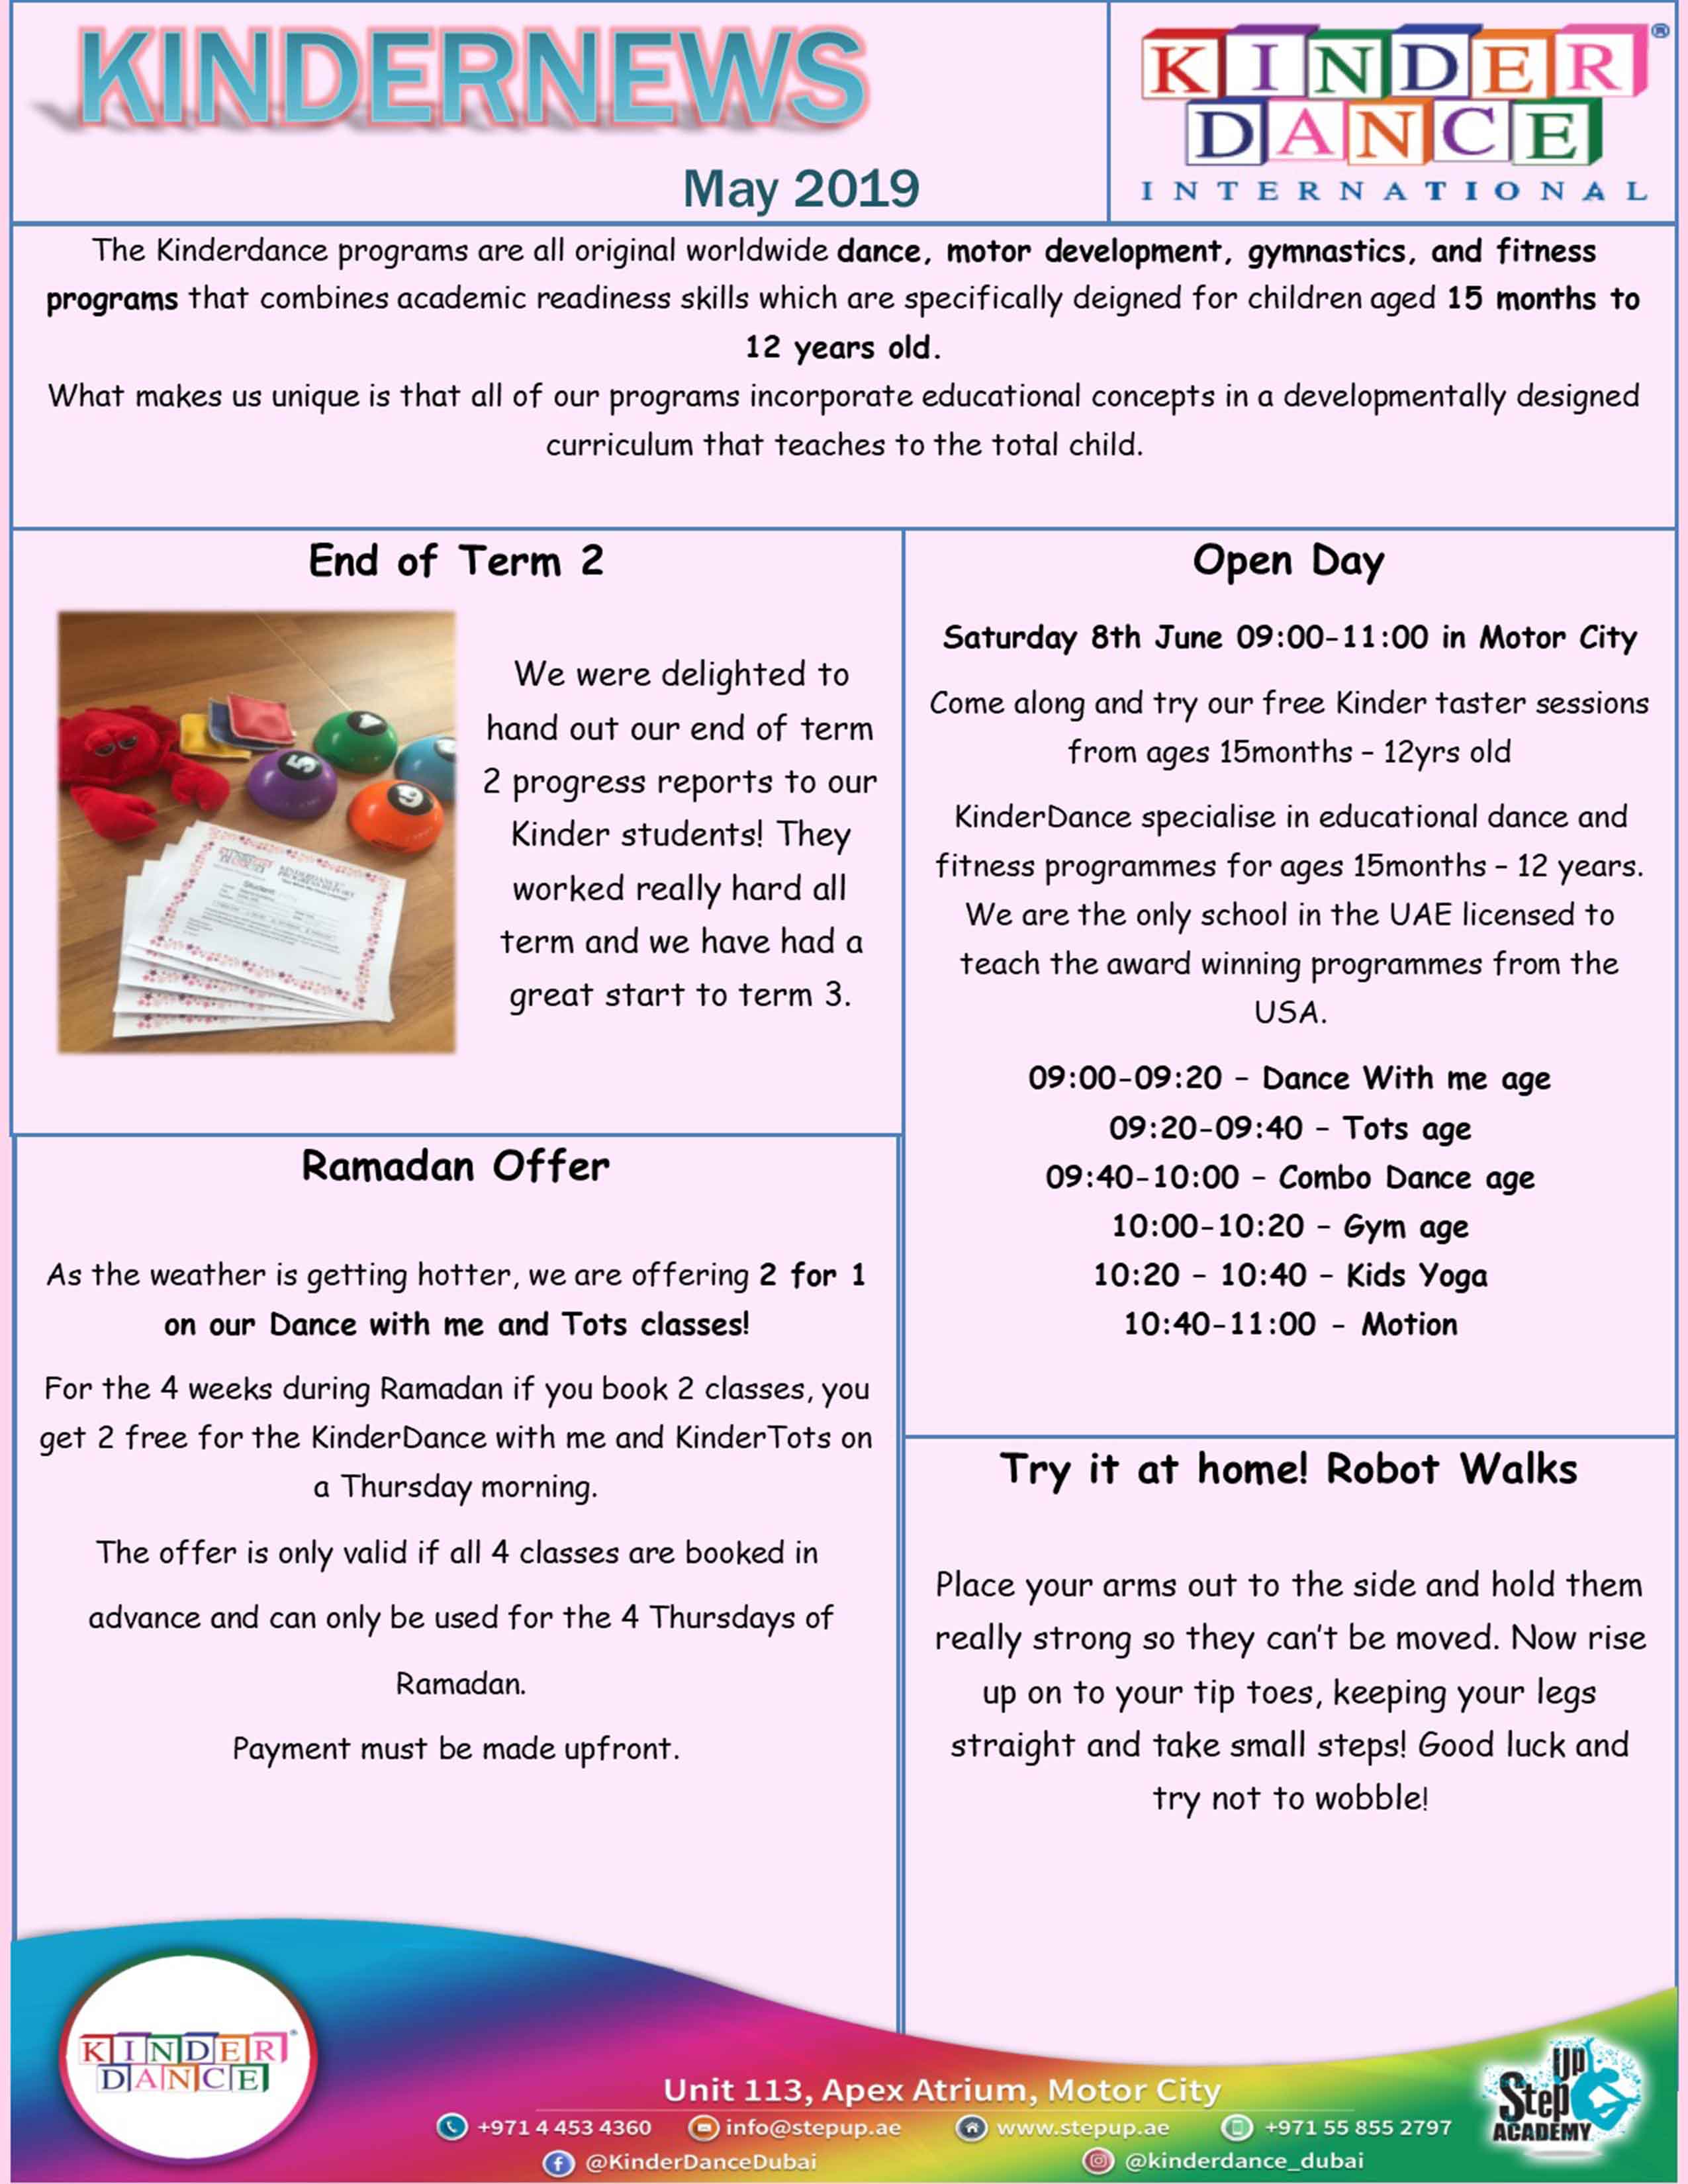 KINDERNEWS
May 2019
KINDER®
DANCE
INTERNATIONAL
The Kinderdance programs are all original worldwide dance, motor development, gymnastics, and fitness
programs that combines academic readiness skills which are specifically deigned for children aged 15 months to
12 years old.
What makes us unique is that all of our programs incorporate educational concepts in a developmentally designed
curriculum that teaches to the total child.
End of Term 2
We were delighted to
hand out our end of term
2 progress reports to our
Kinder students! They
worked really hard all
term and we have had a
great start to term 3.
Ramadan Offer
As the weather is getting hotter, we are offering 2 for 1
on our Dance with me and Tots classes!
For the 4 weeks during Ramadan if you book 2 classes, you
get 2 free for the KinderDance with me and KinderTots on
a Thursday morning.
The offer is only valid if all 4 classes are booked in
advance and can only be used for the 4 Thursdays of
Ramadan.
Payment must be made upfront.
Open Day
Saturday 8th June 09:00-11:00 in Motor City
Come along and try our free Kinder taster sessions
from ages 15months – 12yrs old
KinderDance specialise in educational dance and
fitness programmes for ages 15months – 12 years.
We are the only school in the UAE licensed to
teach the award winning programmes from the
USA.
09:00-09:20 – Dance With me age
09:20-09:40 – Tots age
09:40-10:00 – Combo Dance age
10:00-10:20 – Gym age
10:20 – 10:40 – Kids Yoga
10:40-11:00 – Motion
Try it at home! Robot Walks
Place your arms out to the side and hold them
really strong so they can't be moved. Now rise
up on to your tip toes, keeping your legs
straight and take small steps! Good luck and
try not to wobble!
KINDER®
DANCE
Unit 113, Apex Atrium, Motor City
+971 4 453 4360 info@stepup.ae www.stepup.ae +971 55 855 2797
@KinderDanceDubai @kinderdance_dubai
Step UP
ACADEMY